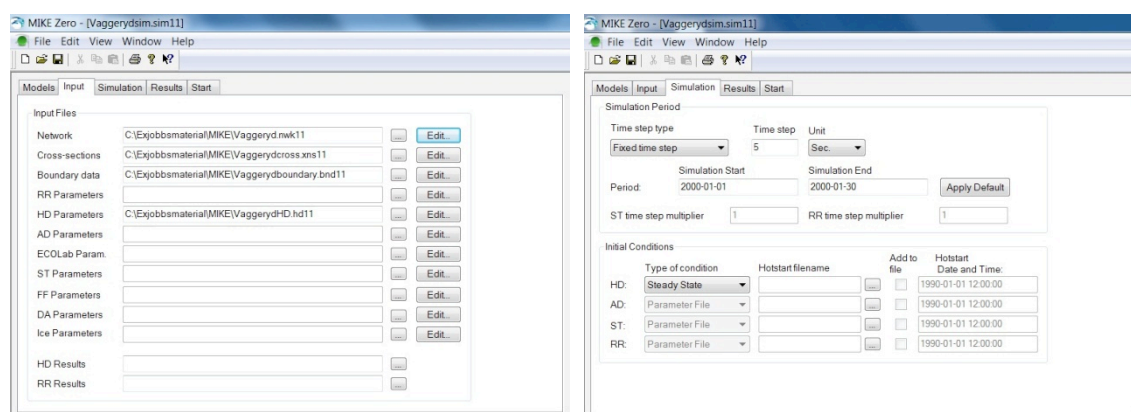 MIKE Zero - [Vaggerydsim.sim11]
File Edit View Window Help
Models Input Simulation Results Start
Input Files
Network C:\Exjobbsmaterial\MIKE\Vaggeryd.nwk11 ... Edit...
Cross-sections C:\Exjobbsmaterial\MIKE\Vaggerydcross.xns11 ... Edit...
Boundary data C:\Exjobbsmaterial\MIKE\Vaggerydboundary.bnd11 ... Edit...
RR Parameters ... Edit...
HD Parameters C:\Exjobbsmaterial\MIKE\VaggerydHD.hd11 ... Edit...
AD Parameters ... Edit...
ECOLab Param. ... Edit...
ST Parameters ... Edit...
FF Parameters ... Edit...
DA Parameters ... Edit...
Ice Parameters ... Edit...
HD Results ...
RR Results ...
MIKE Zero - [Vaggerydsim.sim11]
File Edit View Window Help
Models Input Simulation Results Start
Simulation Period
Time step type Time step Unit
Fixed time step 5 Sec.
Simulation Start Simulation End
Period: 2000-01-01 2000-01-30 Apply Default
ST time step multiplier 1 RR time step multiplier 1
Initial Conditions
Type of condition Hotstart filename Add to file Hotstart Date and Time:
HD: Steady State ... 1990-01-01 12:00:00
AD: Parameter File ... 1990-01-01 12:00:00
ST: Parameter File ... 1990-01-01 12:00:00
RR: Parameter File ... 1990-01-01 12:00:00